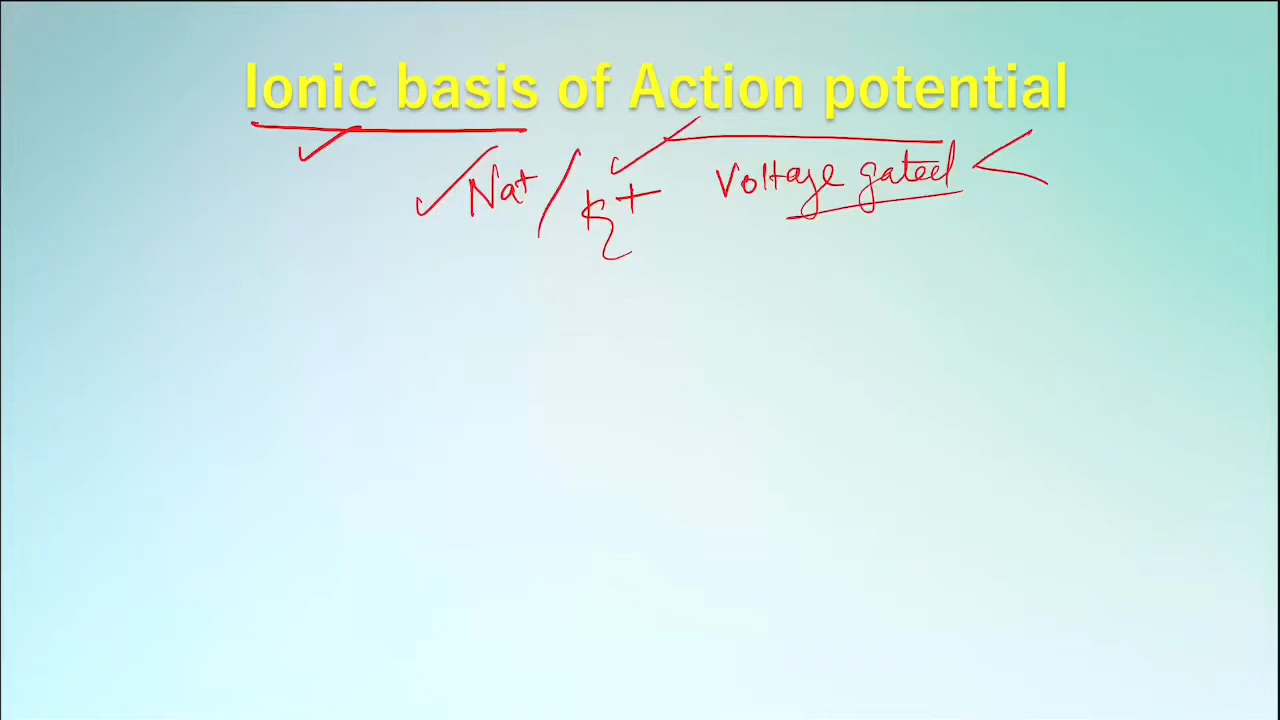 Ionic basis of Action potential
Na+ / K+ Voltage gated <